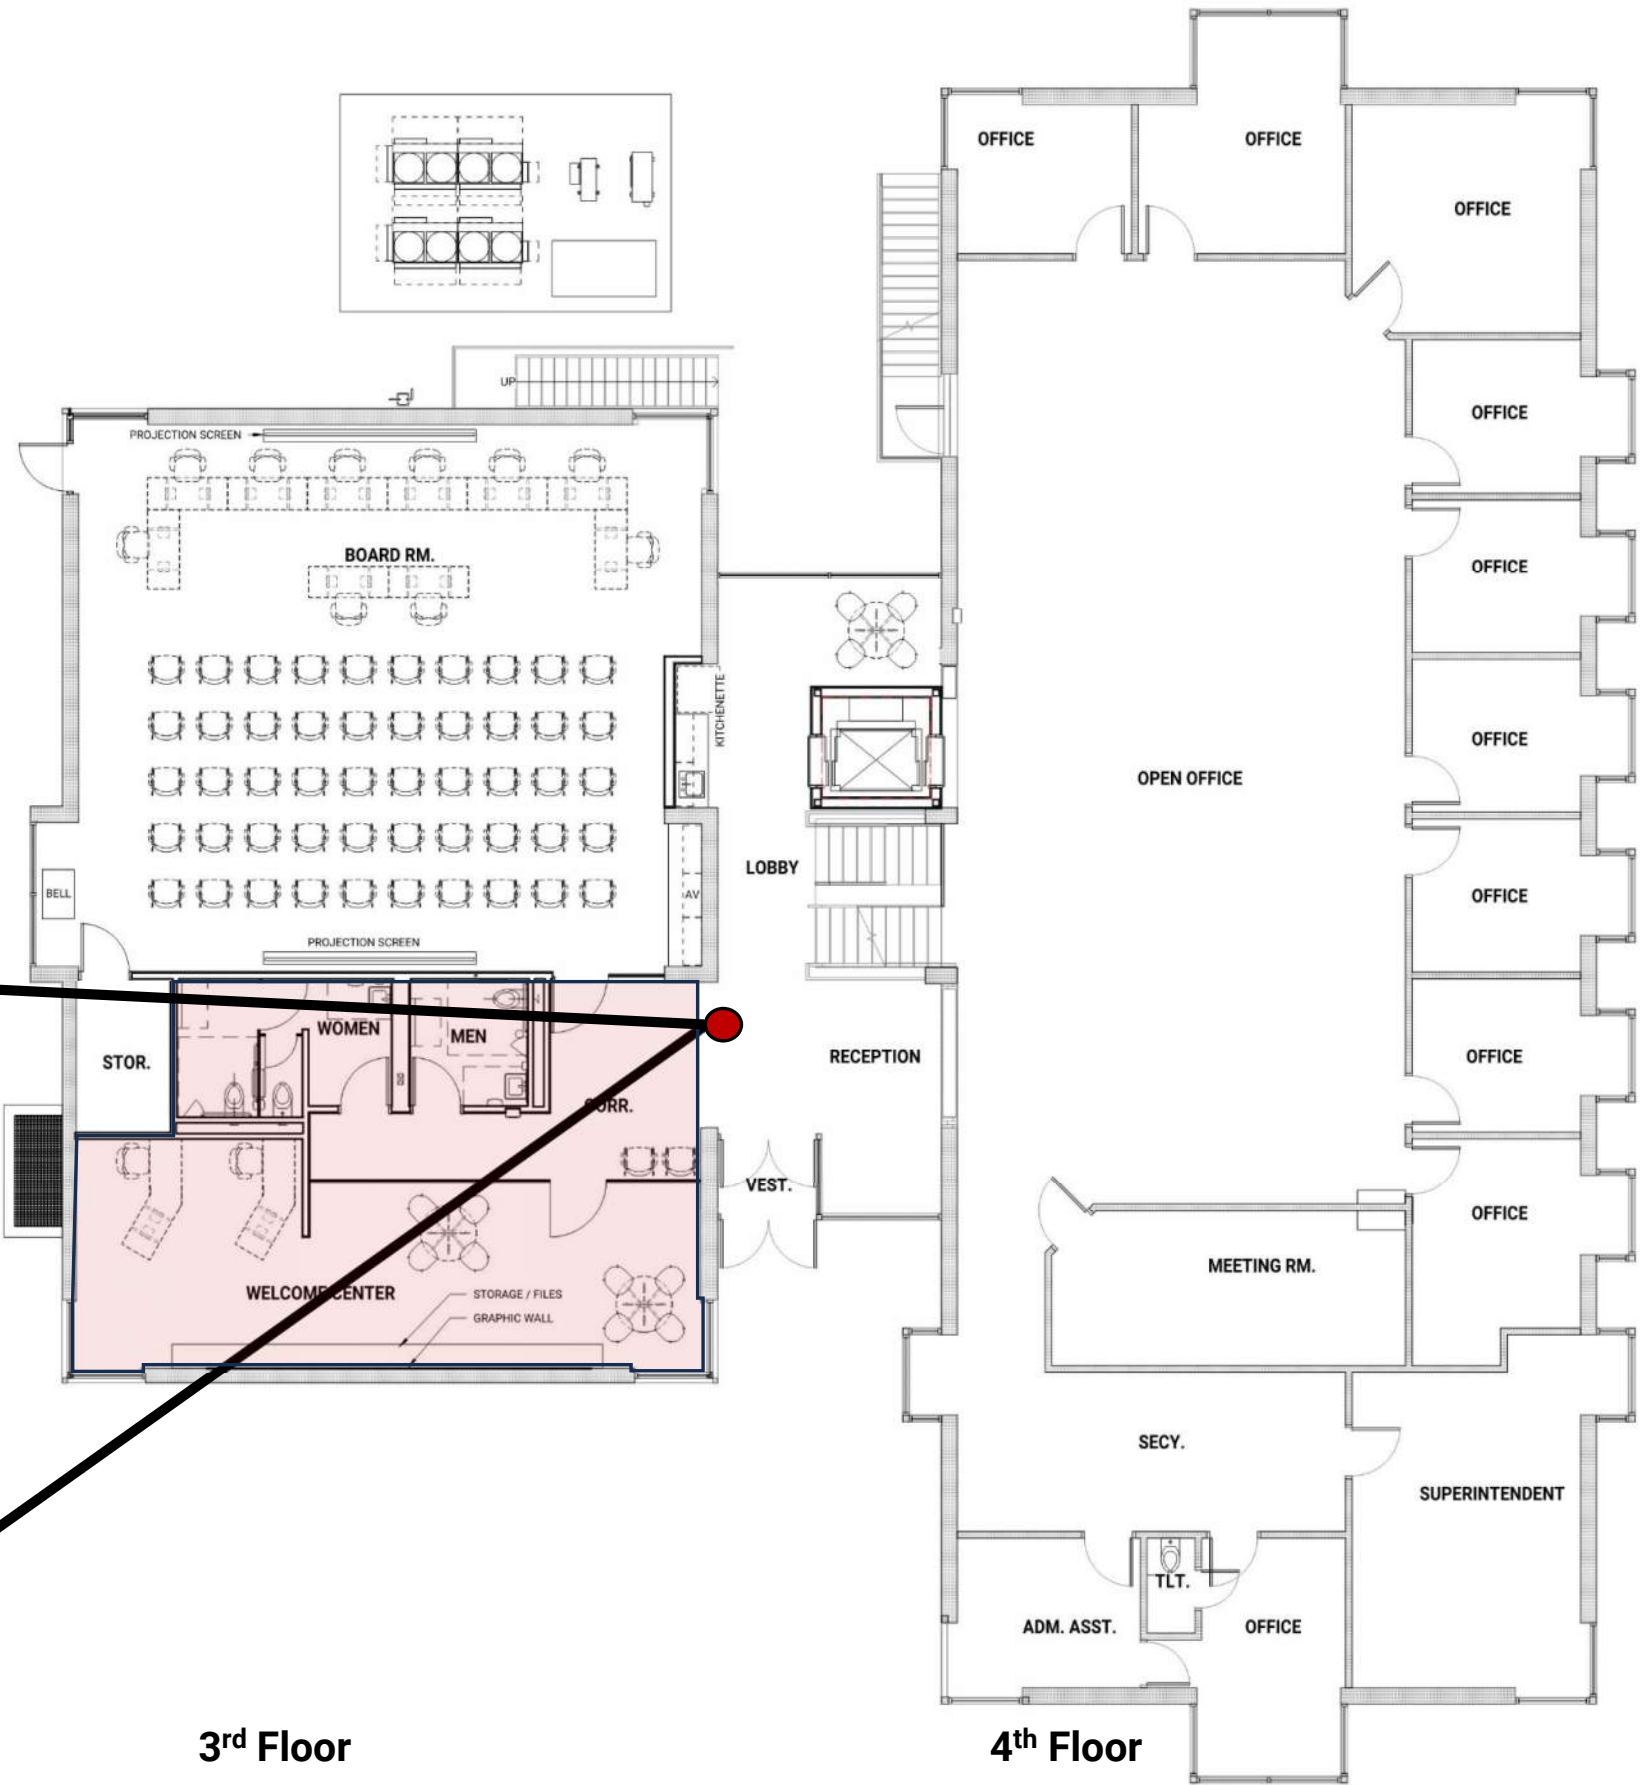 OFFICE
OFFICE
OFFICE
UP
PROJECTION SCREEN
OFFICE
BOARD RM.
OFFICE
KITCHENETTE
OFFICE
OPEN OFFICE
LOBBY
BELL
AV
OFFICE
PROJECTION SCREEN
WOMEN
MEN
STOR.
RECEPTION
OFFICE
CORR.
VEST.
OFFICE
MEETING RM.
WELCOME CENTER
STORAGE / FILES
GRAPHIC WALL
SECY.
SUPERINTENDENT
TLT.
ADM. ASST.
OFFICE
3rd Floor
4th Floor